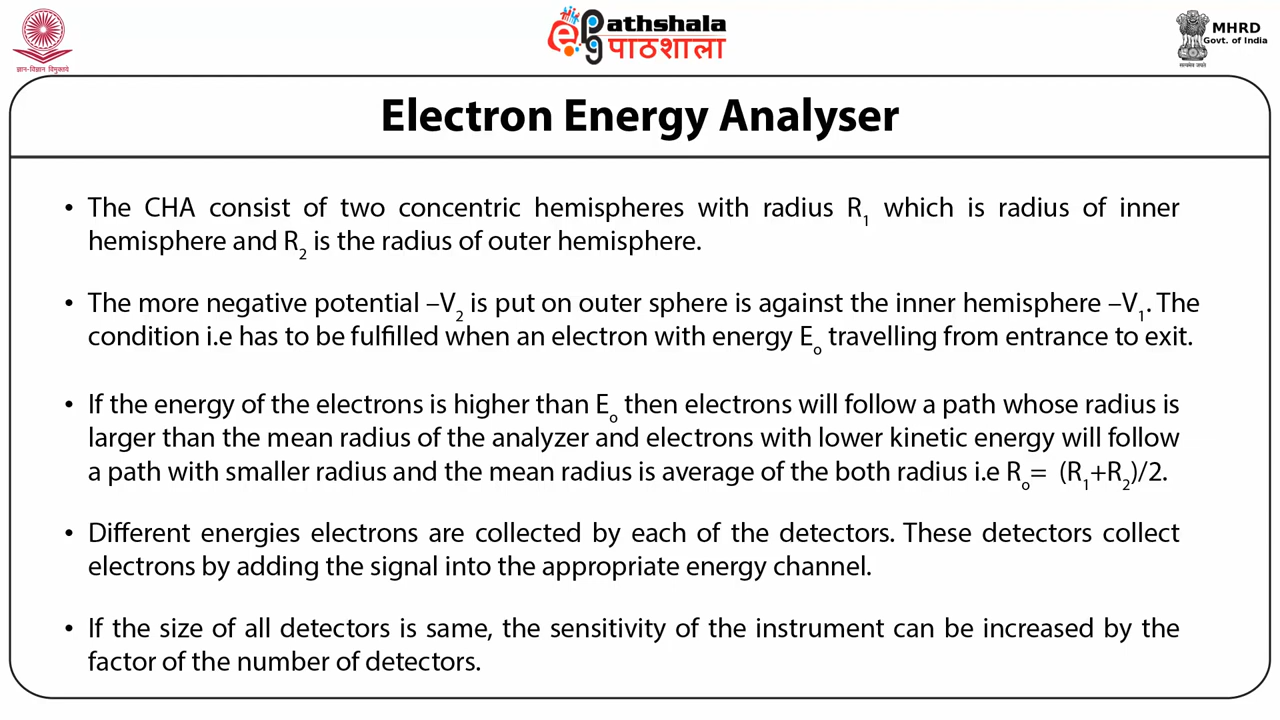 ज्ञान-विज्ञान विमुक्तये
ePathshala
पाठशाला
सत्यमेव जयते
MHRD
Govt. of India
Electron Energy Analyser
• The CHA consist of two concentric hemispheres with radius R₁ which is radius of inner
hemisphere and R₂ is the radius of outer hemisphere.
• The more negative potential –V₂ is put on outer sphere is against the inner hemisphere –V₁. The
condition i.e has to be fulfilled when an electron with energy Eₒ travelling from entrance to exit.
• If the energy of the electrons is higher than Eₒ then electrons will follow a path whose radius is
larger than the mean radius of the analyzer and electrons with lower kinetic energy will follow
a path with smaller radius and the mean radius is average of the both radius i.e Rₒ= (R₁+R₂)/2.
• Different energies electrons are collected by each of the detectors. These detectors collect
electrons by adding the signal into the appropriate energy channel.
• If the size of all detectors is same, the sensitivity of the instrument can be increased by the
factor of the number of detectors.